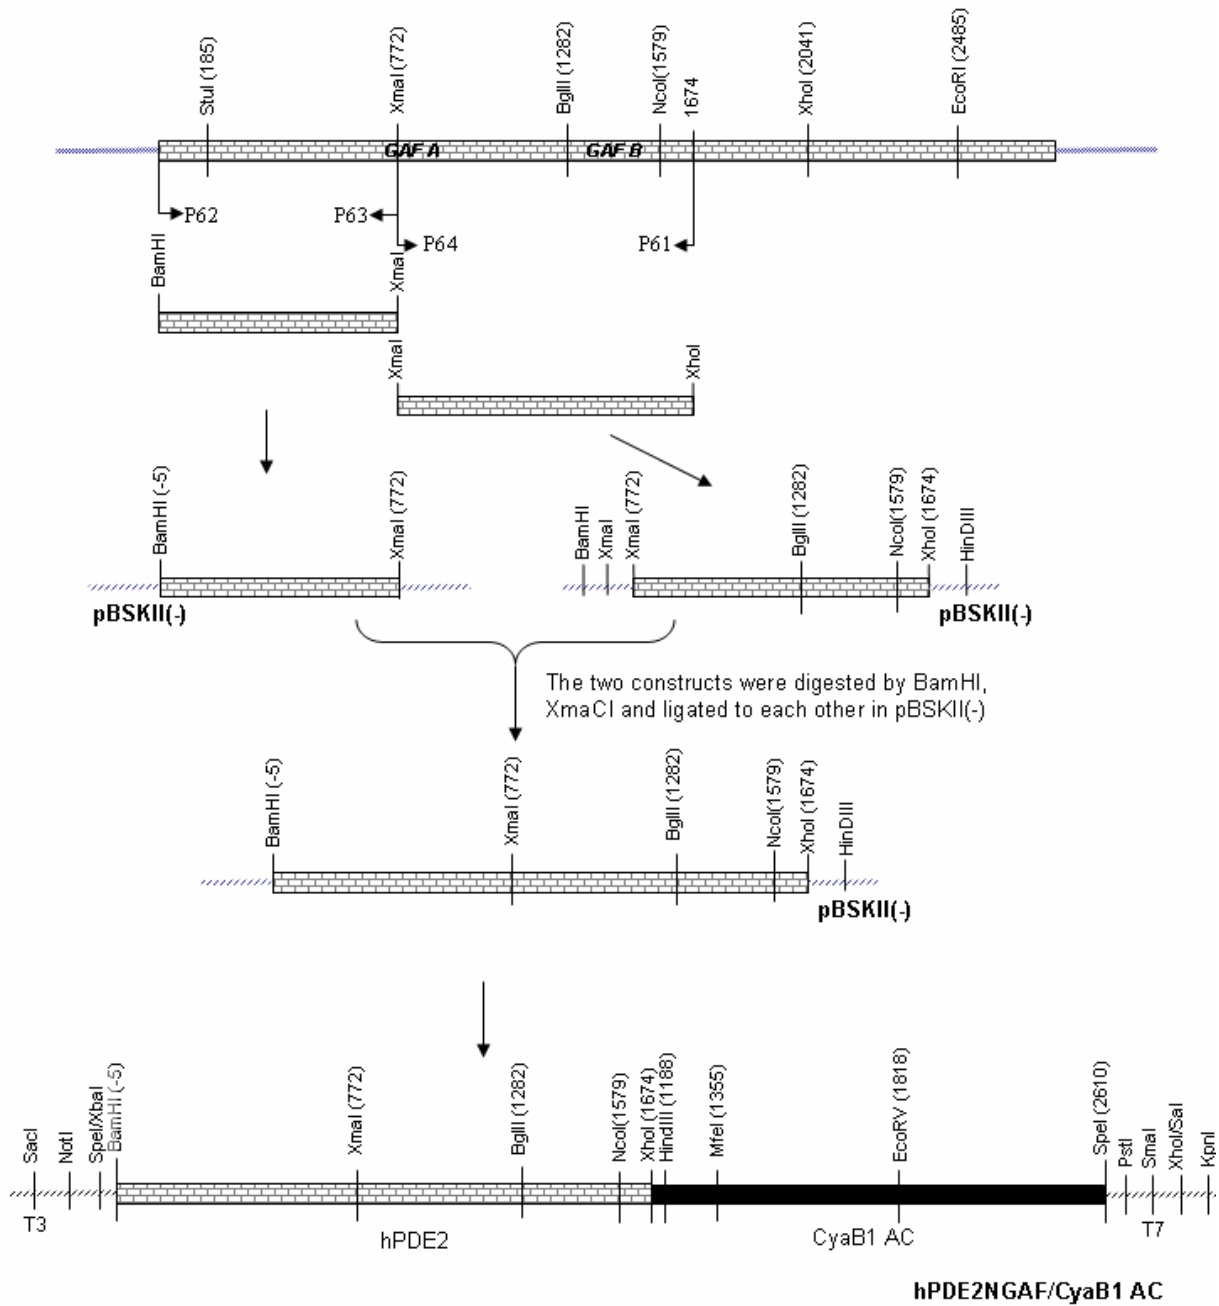 StuI (185)
XmaI (772)
BglII (1282)
NcoI(1579)
1674
XhoI (2041)
EcoRI (2485)
GAF A
GAF B
P62
P63
P64
P61
BamHI
XmaI
XmaI
XhoI
BamHI (-5)
XmaI (772)
pBSKII(-)
BamHI
XmaI
XmaI (772)
BglII (1282)
NcoI(1579)
XhoI (1674)
HinDIII
pBSKII(-)
The two constructs were digested by BamHI,
XmaCI and ligated to each other in pBSKII(-)
BamHI (-5)
XmaI (772)
BglII (1282)
NcoI(1579)
XhoI (1674)
HinDIII
pBSKII(-)
SacI
NotI
SpeI/XbaI
BamHI (-5)
XmaI (772)
BglII (1282)
NcoI(1579)
XhoI (1674)
HindIII (1188)
MfeI (1355)
EcoRV (1818)
SpeI (2610)
PstI
SmaI
XhoI/SaI
KpnI
T3
hPDE2
CyaB1 AC
T7
hPDE2NGAF/CyaB1 AC